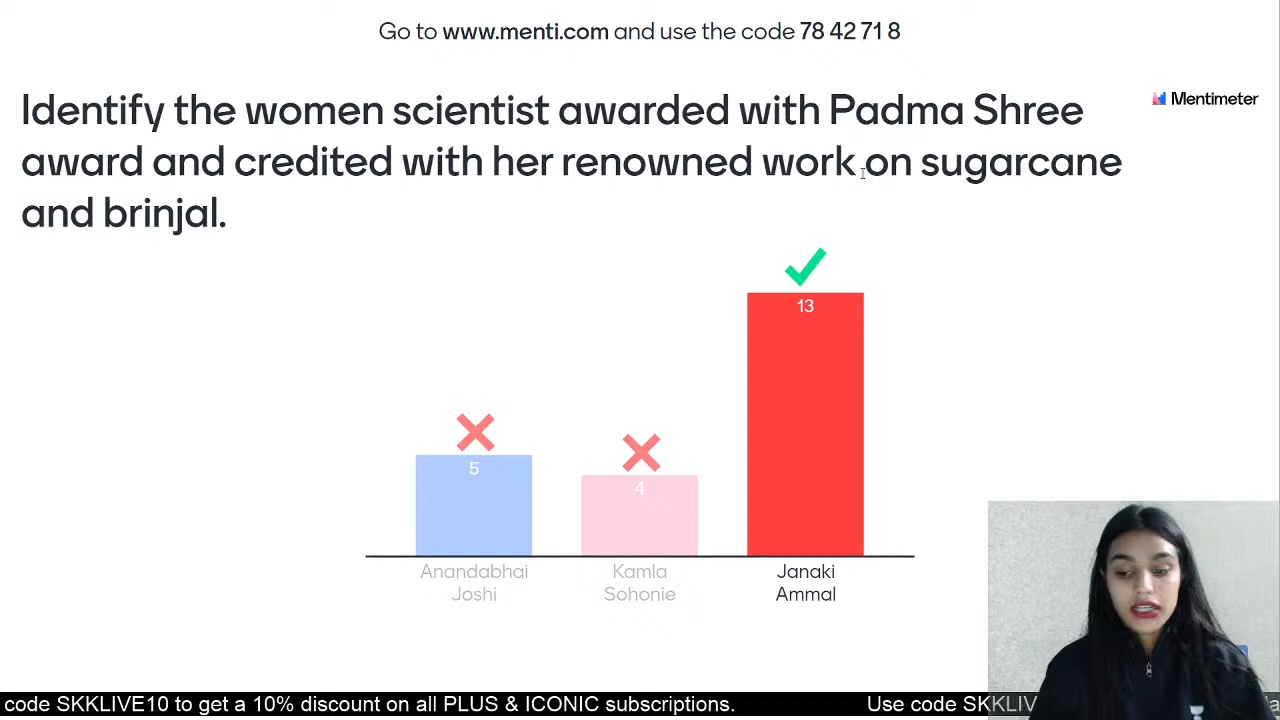 Go to www.menti.com and use the code 78 42 71 8
Mentimeter
Identify the women scientist awarded with Padma Shree
award and credited with her renowned work on sugarcane
and brinjal.
13
5
4
Anandabhai
Joshi
Kamla
Sohonie
Janaki
Ammal
code SKKLIVE10 to get a 10% discount on all PLUS & ICONIC subscriptions.
Use code